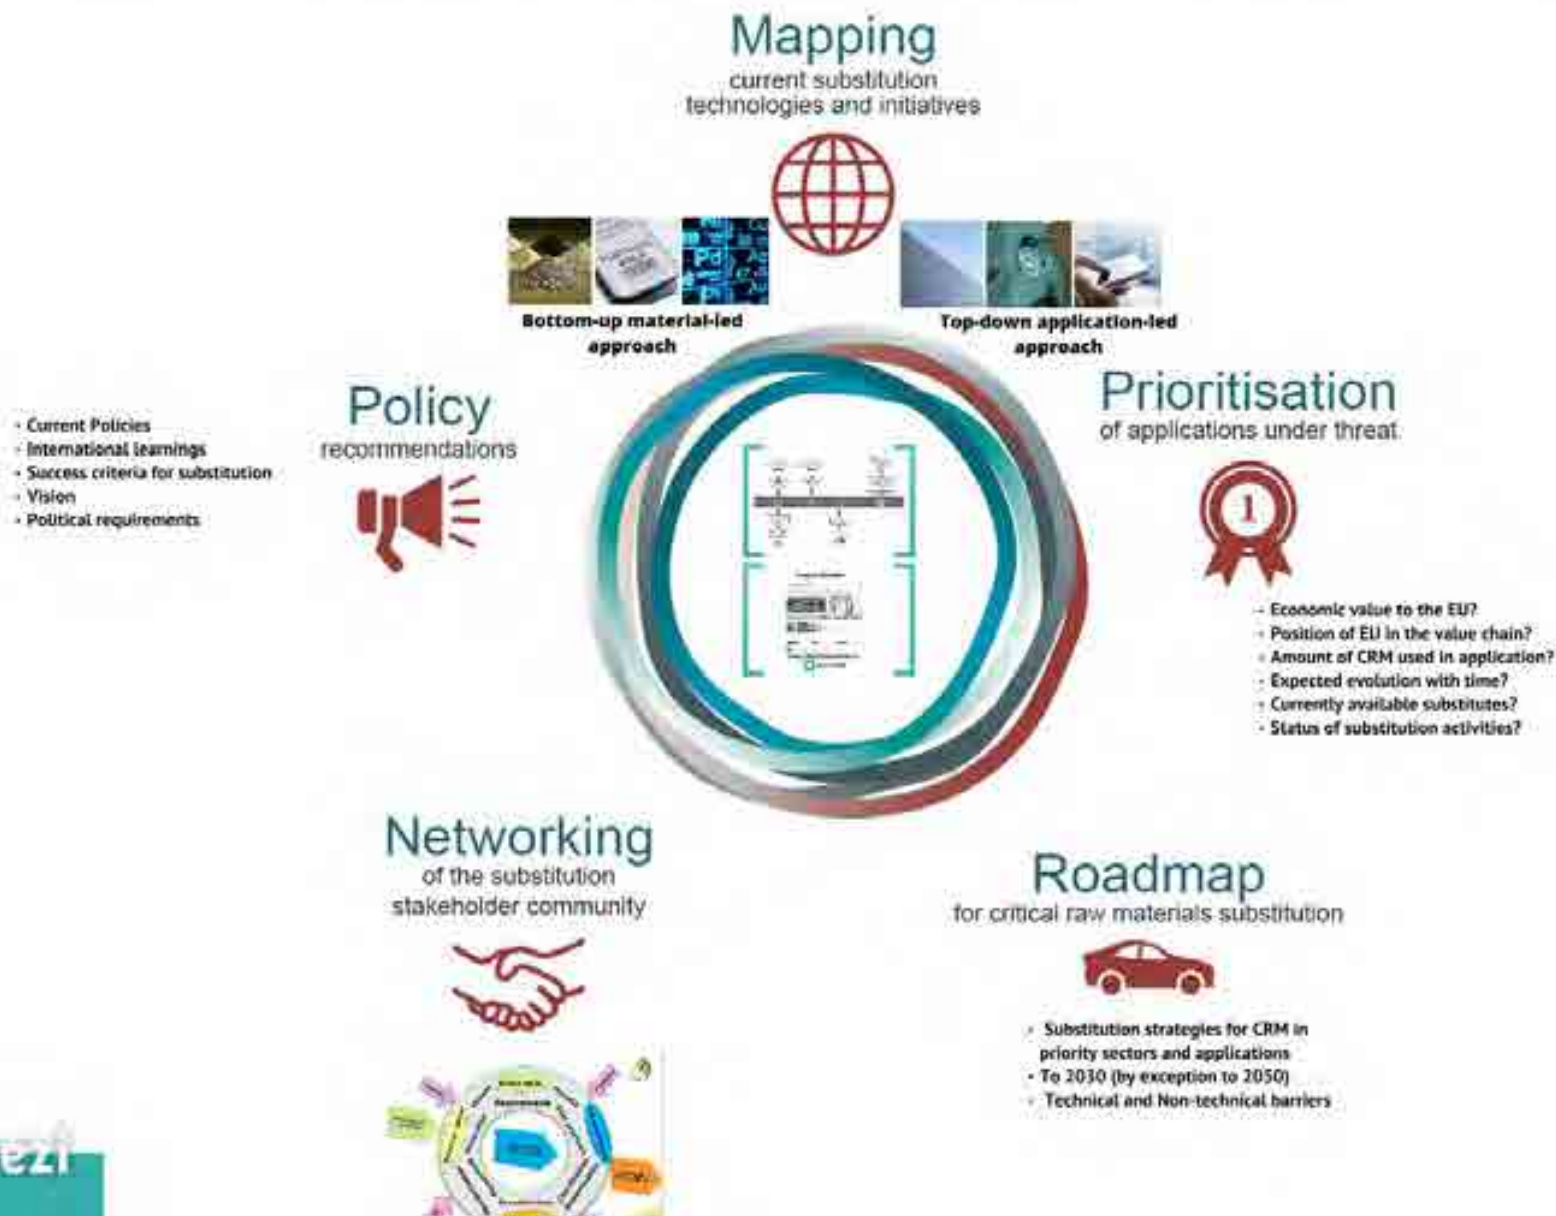 Mapping
current substitution
technologies and initiatives
Bottom-up material-led
approach
Top-down application-led
approach
Policy
recommendations
- Current Policies
- International learnings
- Success criteria for substitution
- Vision
- Political requirements
Prioritisation
of applications under threat
1
- Economic value to the EU?
- Position of EU in the value chain?
- Amount of CRM used in application?
- Expected evolution with time?
- Currently available substitutes?
- Status of substitution activities?
Networking
of the substitution
stakeholder community
Roadmap
for critical raw materials substitution
- Substitution strategies for CRM in
priority sectors and applications
- To 2030 (by exception to 2050)
- Technical and Non-technical barriers